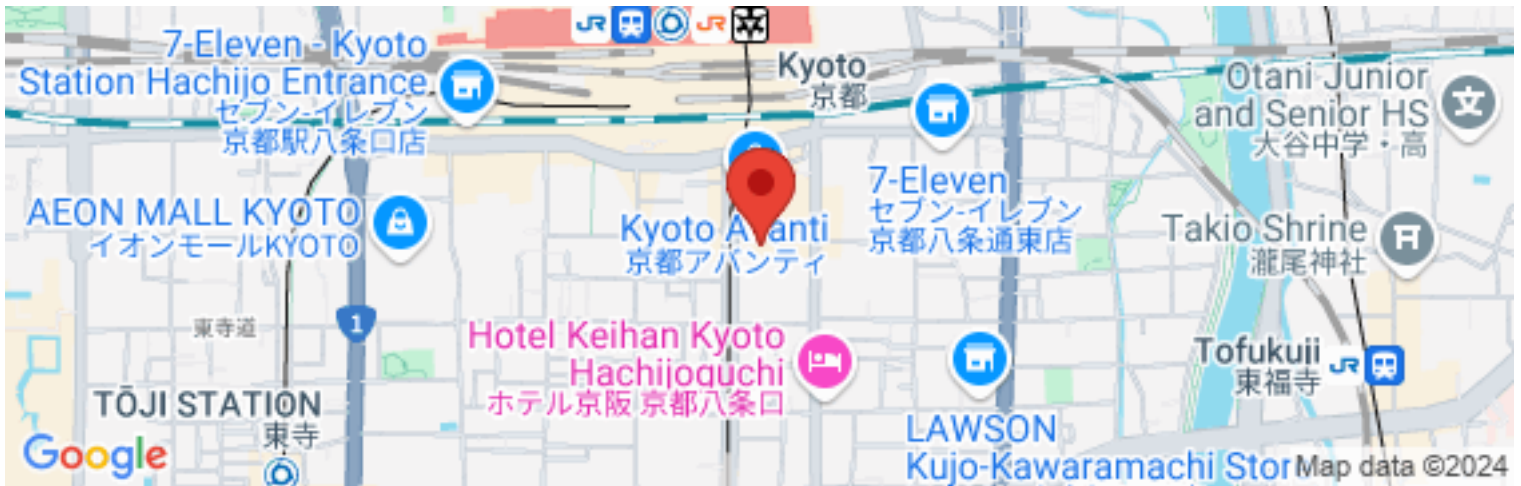 JR JR
7-Eleven - Kyoto
Station Hachijo Entrance
セブン-イレブン
京都駅八条口店
Kyoto
京都
Otani Junior
and Senior HS
大谷中学・高
文
7-Eleven
セブン-イレブン
京都八条通東店
AEON MALL KYOTO
イオンモールKYOTO
Kyoto Avanti
京都アバンティ
Takio Shrine
瀧尾神社
東寺道
1
Hotel Keihan Kyoto
Hachijoguchi
ホテル京阪 京都八条口
Tofukuji JR
東福寺
TŌJI STATION
東寺
LAWSON
Kujo-Kawaramachi Stor
Google
Map data ©2024